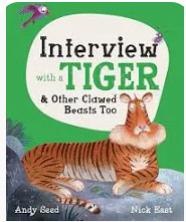 Interview
with a
TIGER
& Other Clawed
Beasts Too
Andy Seed
Nick East